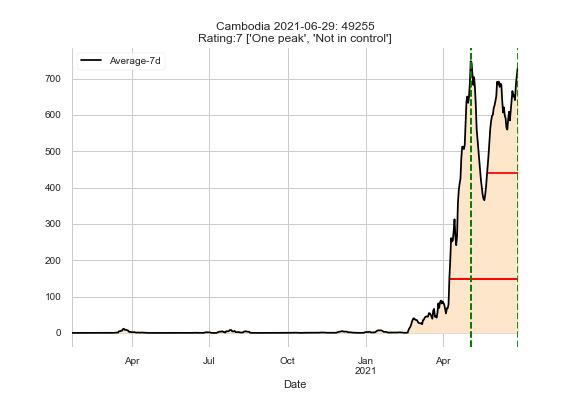 Cambodia 2021-06-29: 49255
Rating:7 ['One peak', 'Not in control']
Average-7d
700
600
500
400
300
200
100
0
Apr
Jul
Oct
Jan
2021
Apr
Date